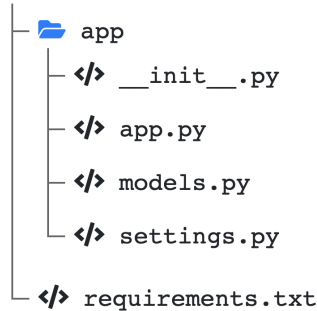 app
__init__.py
app.py
models.py
settings.py
requirements.txt